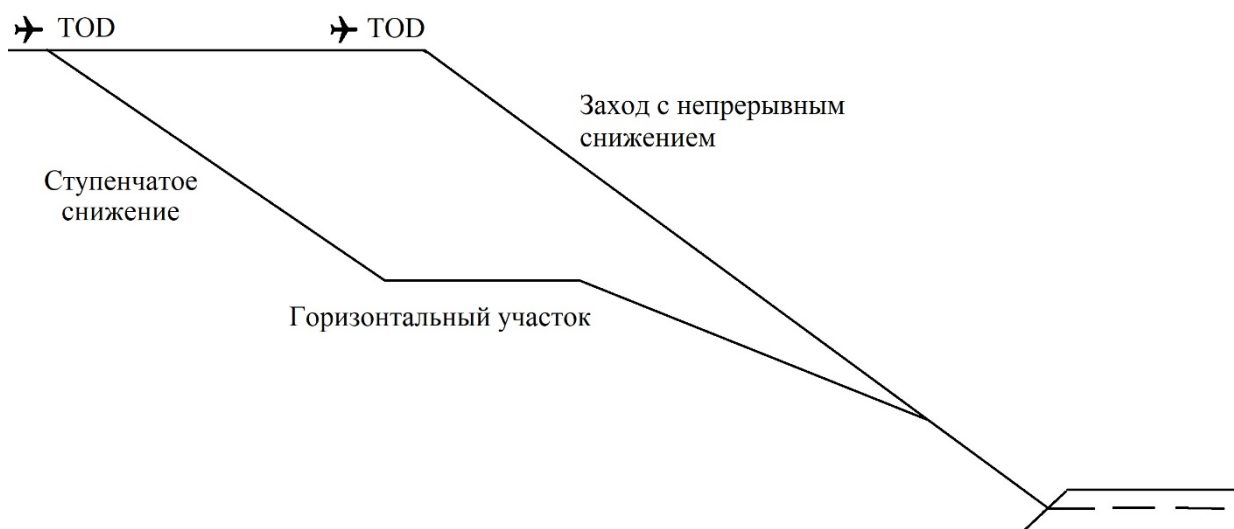 TOD
TOD
Заход с непрерывным
снижением
Ступенчатое
снижение
Горизонтальный участок